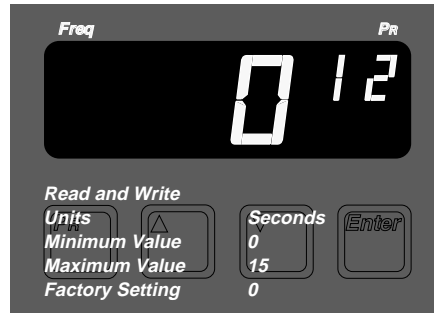 Freq PR
0 12
Read and Write
PR
Units Seconds
Enter
Minimum Value 0
Maximum Value 15
Factory Setting 0